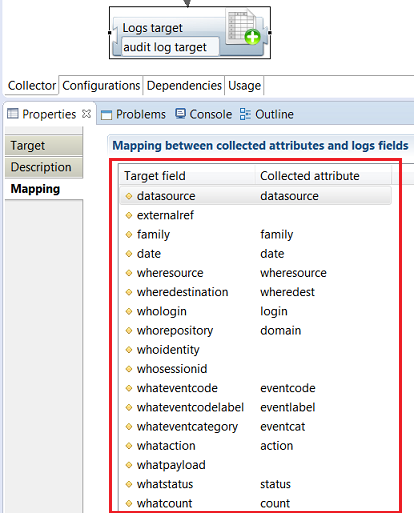 Logs target
audit log target
Collector Configurations Dependencies Usage
Properties Problems Console Outline
Target
Description
Mapping
Mapping between collected attributes and logs fields
Target field Collected attribute
datasource datasource
externalref
family family
date date
wheresource wheresource
wheredestination wheredest
whologin login
whorepository domain
whoidentity
whosessionid
whateventcode eventcode
whateventcodelabel eventlabel
whateventcategory eventcat
whataction action
whatpayload
whatstatus status
whatcount count